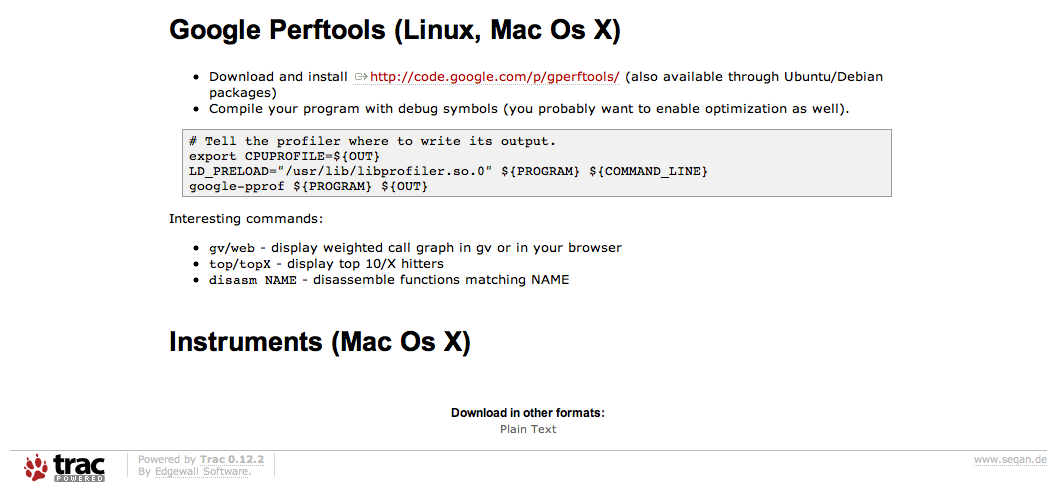 Google Perftools (Linux, Mac Os X)
Download and install http://code.google.com/p/gperftools/ (also available through Ubuntu/Debian
packages)
Compile your program with debug symbols (you probably want to enable optimization as well).
# Tell the profiler where to write its output.
export CPUPROFILE=${OUT}
LD_PRELOAD="/usr/lib/libprofiler.so.0" ${PROGRAM} ${COMMAND_LINE}
google-pprof ${PROGRAM} ${OUT}
Interesting commands:
gv/web - display weighted call graph in gv or in your browser
top/topX - display top 10/X hitters
disasm NAME - disassemble functions matching NAME
Instruments (Mac Os X)
Download in other formats:
Plain Text
trac
POWERED
Powered by Trac 0.12.2
By Edgewall Software.
www.seqan.de